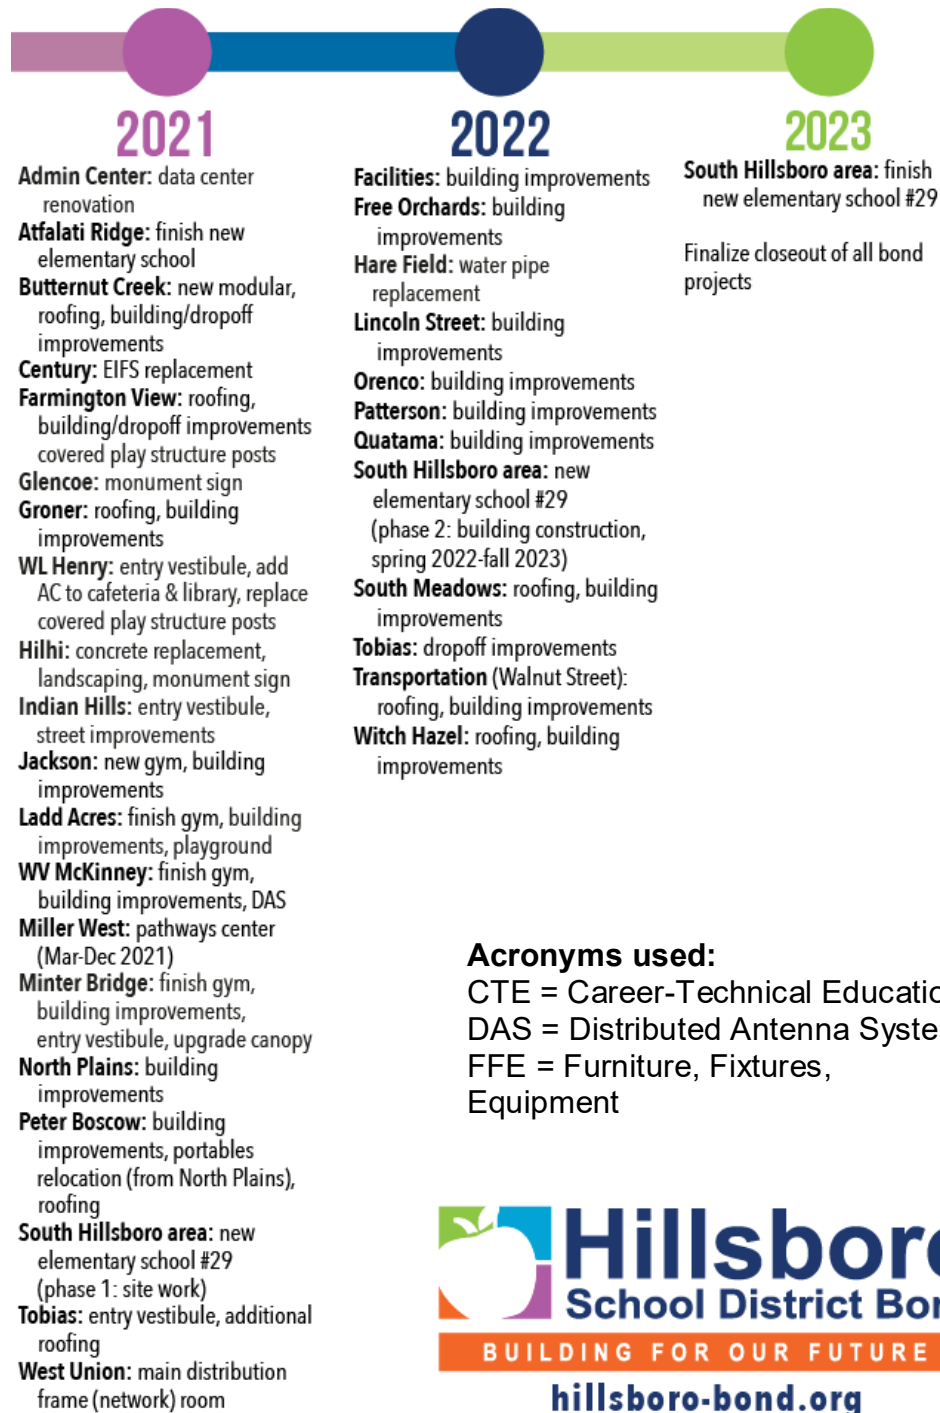 2021
Admin Center: data center
renovation
Atfalati Ridge: finish new
elementary school
Butternut Creek: new modular,
roofing, building/dropoff
improvements
Century: EIFS replacement
Farmington View: roofing,
building/dropoff improvements
covered play structure posts
Glencoe: monument sign
Groner: roofing, building
improvements
WL Henry: entry vestibule, add
AC to cafeteria & library, replace
covered play structure posts
Hilhi: concrete replacement,
landscaping, monument sign
Indian Hills: entry vestibule,
street improvements
Jackson: new gym, building
improvements
Ladd Acres: finish gym, building
improvements, playground
WV McKinney: finish gym,
building improvements, DAS
Miller West: pathways center
(Mar-Dec 2021)
Minter Bridge: finish gym,
building improvements,
entry vestibule, upgrade canopy
North Plains: building
improvements
Peter Boscow: building
improvements, portables
relocation (from North Plains),
roofing
South Hillsboro area: new
elementary school #29
(phase 1: site work)
Tobias: entry vestibule, additional
roofing
West Union: main distribution
frame (network) room
2022
Facilities: building improvements
Free Orchards: building
improvements
Hare Field: water pipe
replacement
Lincoln Street: building
improvements
Orenco: building improvements
Patterson: building improvements
Quatama: building improvements
South Hillsboro area: new
elementary school #29
(phase 2: building construction,
spring 2022-fall 2023)
South Meadows: roofing, building
improvements
Tobias: dropoff improvements
Transportation (Walnut Street):
roofing, building improvements
Witch Hazel: roofing, building
improvements
2023
South Hillsboro area: finish
new elementary school #29
Finalize closeout of all bond
projects
Acronyms used:
CTE = Career-Technical Educatio
DAS = Distributed Antenna Syste
FFE = Furniture, Fixtures,
Equipment
Hillsboro
School District Bon
BUILDING FOR OUR FUTURE
hillsboro-bond.org